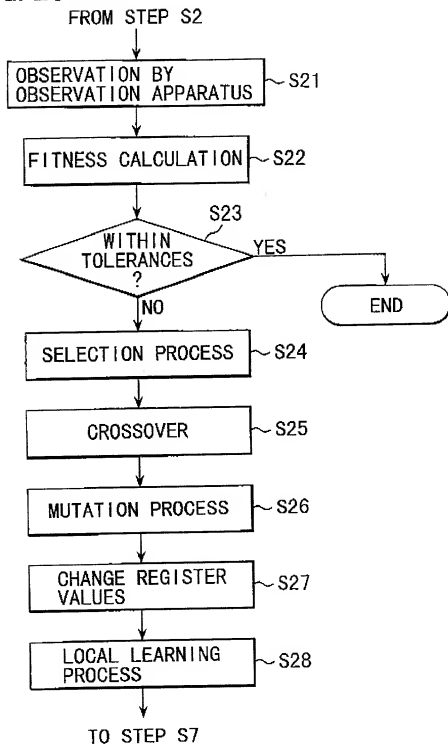 FROM STEP S2
OBSERVATION BY
OBSERVATION APPARATUS
S21
FITNESS CALCULATION
S22
S23
WITHIN
TOLERANCES
?
YES
END
NO
SELECTION PROCESS
S24
CROSSOVER
S25
MUTATION PROCESS
S26
CHANGE REGISTER
VALUES
S27
LOCAL LEARNING
PROCESS
S28
TO STEP S7